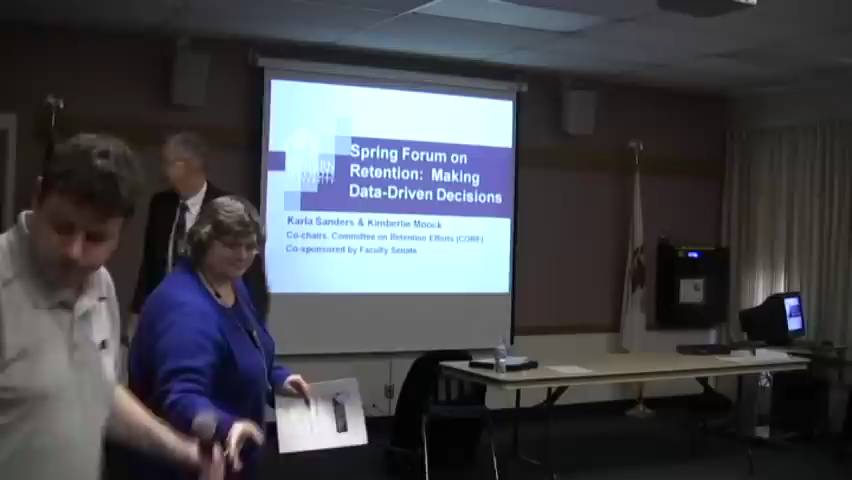 Spring Forum on
Retention: Making
Data-Driven Decisions
Karla Sanders & Kimberlie Moock
Co-chairs, Committee on Retention Efforts (CORE)
Co-sponsored by Faculty Senate